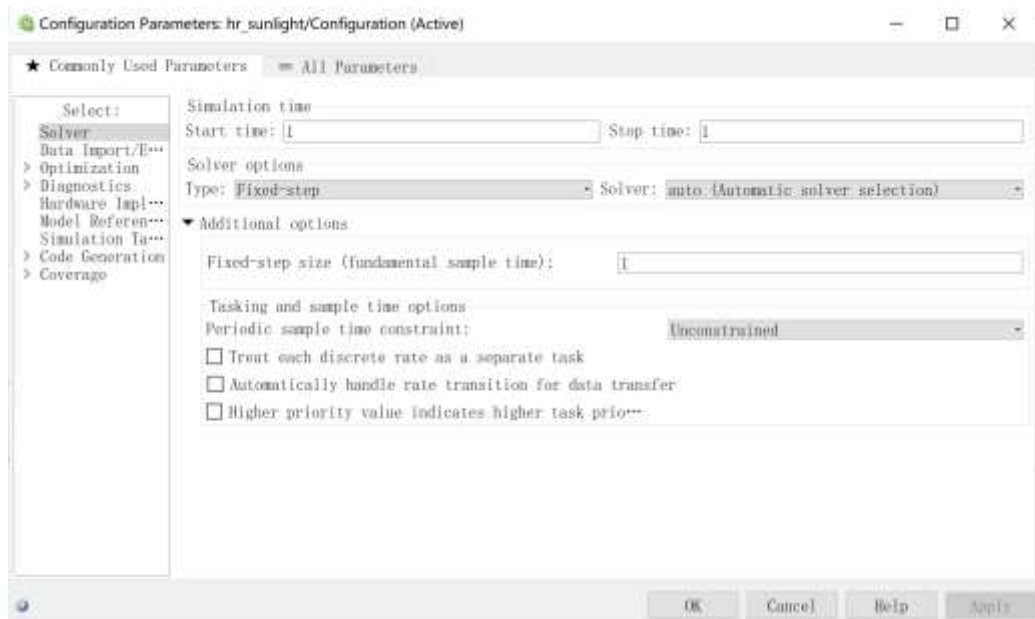 Configuration Parameters: hr_sunlight/Configuration (Active)
★ Commonly Used Parameters = All Parameters
Select:
Solver
Data Import/E···
> Optimization
> Diagnostics
Hardware Impl···
Model Referen···
Simulation Ta···
> Code Generation
> Coverage
Simulation time
Start time: 1 Stop time: 1
Solver options
Type: Fixed-step Solver: auto (Automatic solver selection)
▼ Additional options
Fixed-step size (fundamental sample time): 1
Tasking and sample time options
Periodic sample time constraint: Unconstrained
Treat each discrete rate as a separate task
Automatically handle rate transition for data transfer
Higher priority value indicates higher task prio···
OK Cancel Help Apply